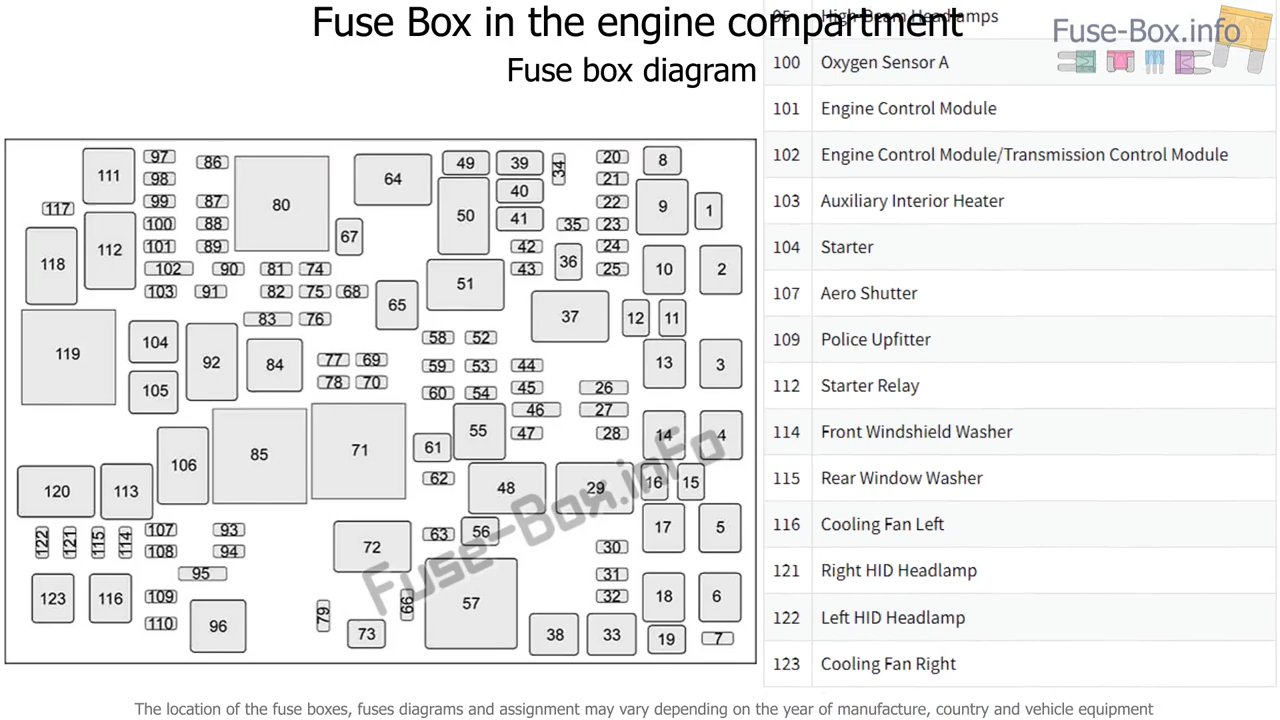 Fuse Box in the engine compartment
Fuse box diagram
Fuse-Box.info
95 High Beam Headlamps
100 Oxygen Sensor A
101 Engine Control Module
102 Engine Control Module/Transmission Control Module
103 Auxiliary Interior Heater
104 Starter
107 Aero Shutter
109 Police Upfitter
112 Starter Relay
114 Front Windshield Washer
115 Rear Window Washer
116 Cooling Fan Left
121 Right HID Headlamp
122 Left HID Headlamp
123 Cooling Fan Right
111 97 86 80 64 49 39 34 20 8
98 40 21
117 99 87 67 50 41 22 9 1
112 100 88 35 23
118 101 89 42 36 24
102 90 81 74 51 43 25 10 2
103 91 82 75 68 65 37 12 11
83 76
119 104 92 84 58 52
77 69 59 53 44 13 3
105 78 70 60 54 45 26
46 27
106 85 71 61 55 47 28 14 4
120 113 62 48 29 16 15
122 121 115 114 107 93 72 63 56 17 5
108 94 30
95 31
123 116 109 79 66 57 32 18 6
110 96 73 38 33 19 7
Fuse-Box.inFo
The location of the fuse boxes, fuses diagrams and assignment may vary depending on the year of manufacture, country and vehicle equipment